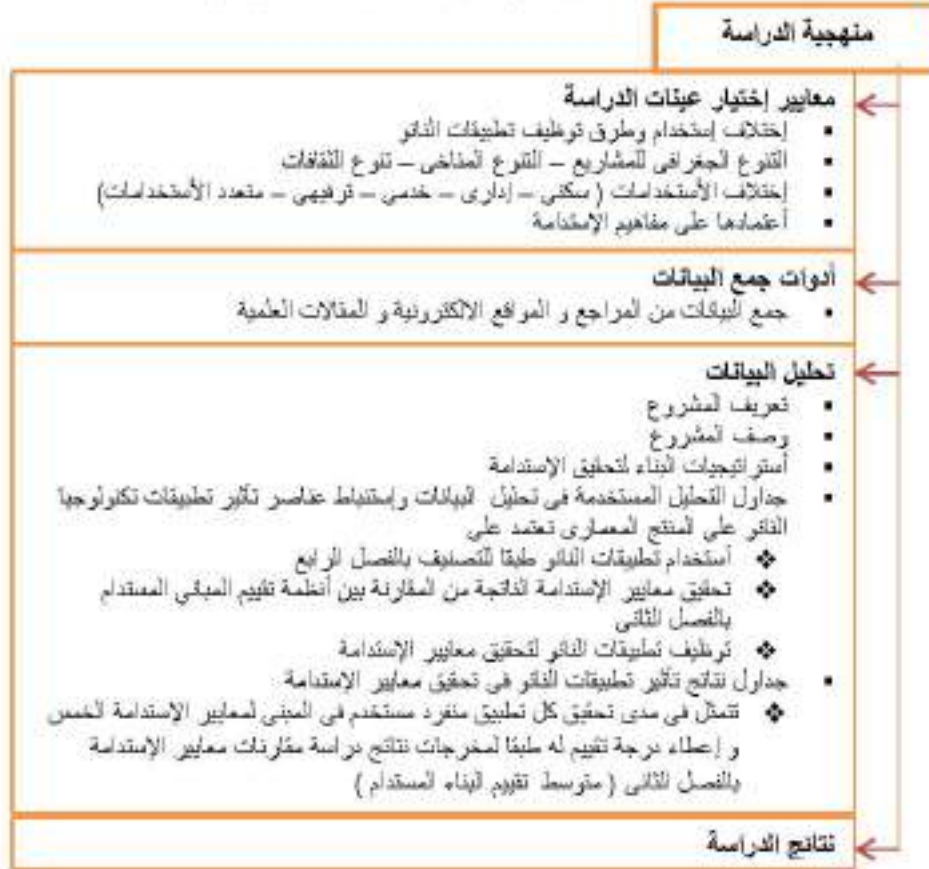 منهجية الدراسة
معايير إختيار عينات الدراسة
▪ إختلاف إستخدام وطرق توظيف تطبيقات النانو
▪ التنوع الجغرافى للمشاريع – التنوع المناخى – تنوع الثقافات
▪ إختلاف الأستخدامات ( سكنى – إدارى – خدمى – ترفيهى – متعدد الأستخدامات)
▪ أعتمادها على مفاهيم الإستدامة
أدوات جمع البيانات
▪ جمع البيانات من المراجع و المواقع الالكترونية و المقالات العلمية
تحليل البيانات
▪ تعريف المشروع
▪ وصف المشروع
▪ أستراتيجيات البناء لتحقيق الإستدامة
▪ جداول التحليل المستخدمة فى تحليل البيانات وإستنباط عناصر تأثير تطبيقات تكنولوجيا
النانو على المنتج المعمارى تعتمد على
❖ أستخدام تطبيقات النانو طبقا للتصنيف بالفصل الرابع
❖ تحقيق معايير الإستدامة الناتجة من المقارنة بين أنظمة تقييم المبانى المستدام
بالفصل الثانى
❖ توظيف تطبيقات النانو لتحقيق معايير الإستدامة
▪ جداول نتائج تأثير تطبيقات النانو فى تحقيق معايير الاستدامة
❖ تتمثل فى مدى تحقيق كل تطبيق منفرد مستخدم فى المبنى لمعايير الإستدامة الخمس
و إعطاء درجة تقييم له طبقا لمخرجات نتائج دراسة مقارنات معايير الإستدامة
بالفصل الثانى ( متوسط تقييم البناء المستدام )
نتائج الدراسة